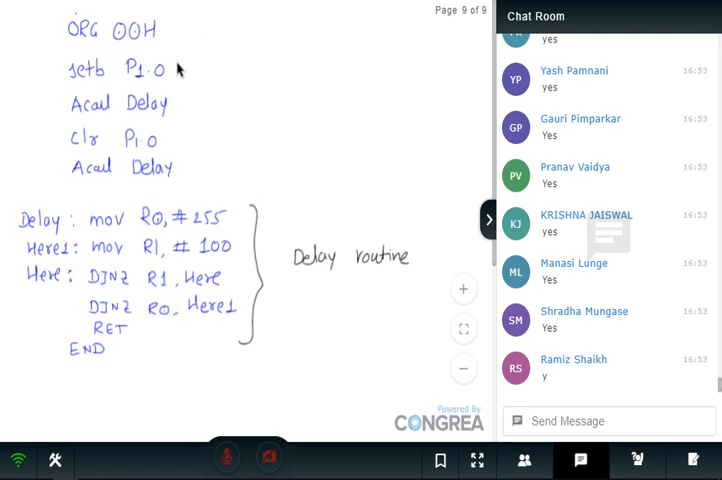 Page 9 of 9
ORG 00H
setb P1.0
Acall Delay
Clr P1.0
Acall Delay
Delay: mov R0, #255
Here1: mov R1, #100
Here: DJNZ R1, Here
DJNZ R0, Here1
RET
END
Delay routine
Powered By
CONGREA
Chat Room
yes
YP Yash Pamnani 16:53
yes
GP Gauri Pimparkar 16:53
Yes
PV Pranav Vaidya 16:53
Yes
KJ KRISHNA JAISWAL 16:53
yes
ML Manasi Lunge 16:53
Yes
SM Shradha Mungase 16:53
Yes
RS Ramiz Shaikh 16:53
y
Send Message